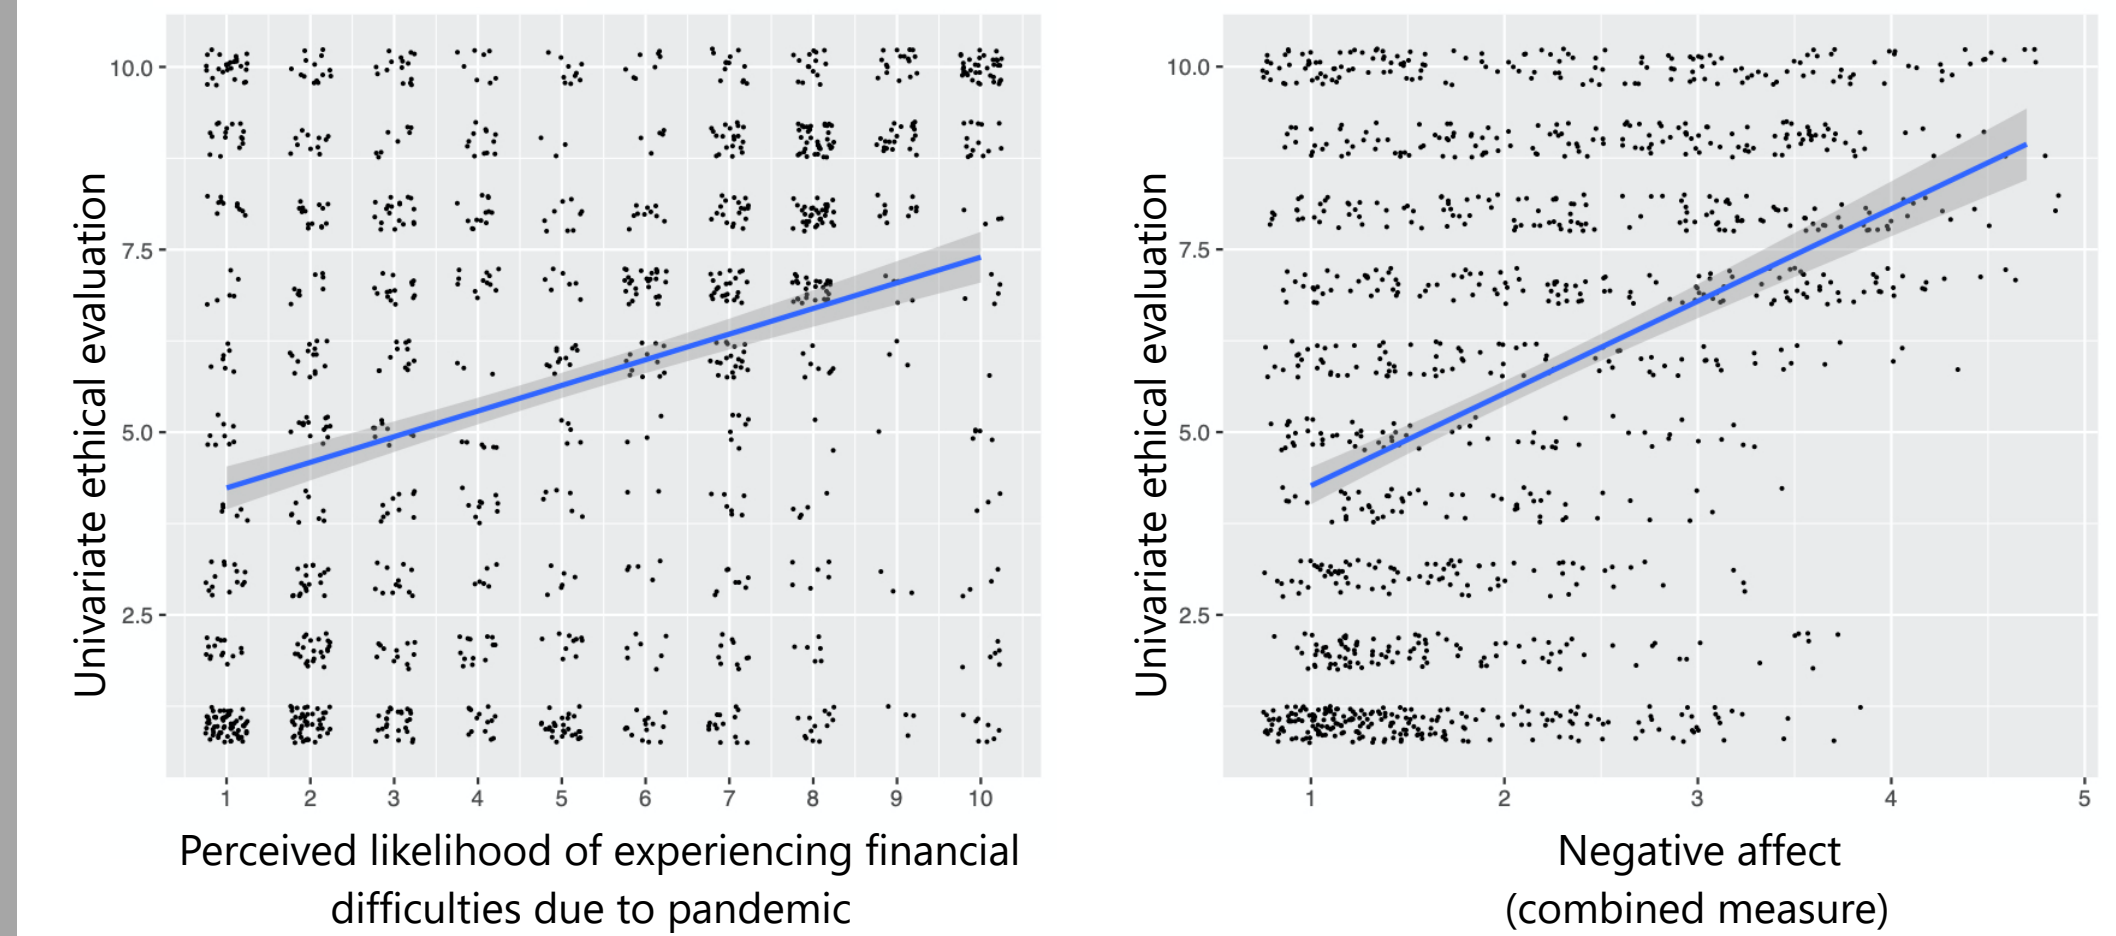 Univariate ethical evaluation
10.0
7.5
5.0
2.5
1 2 3 4 5 6 7 8 9 10
Perceived likelihood of experiencing financial
difficulties due to pandemic
Univariate ethical evaluation
10.0
7.5
5.0
2.5
1 2 3 4 5
Negative affect
(combined measure)